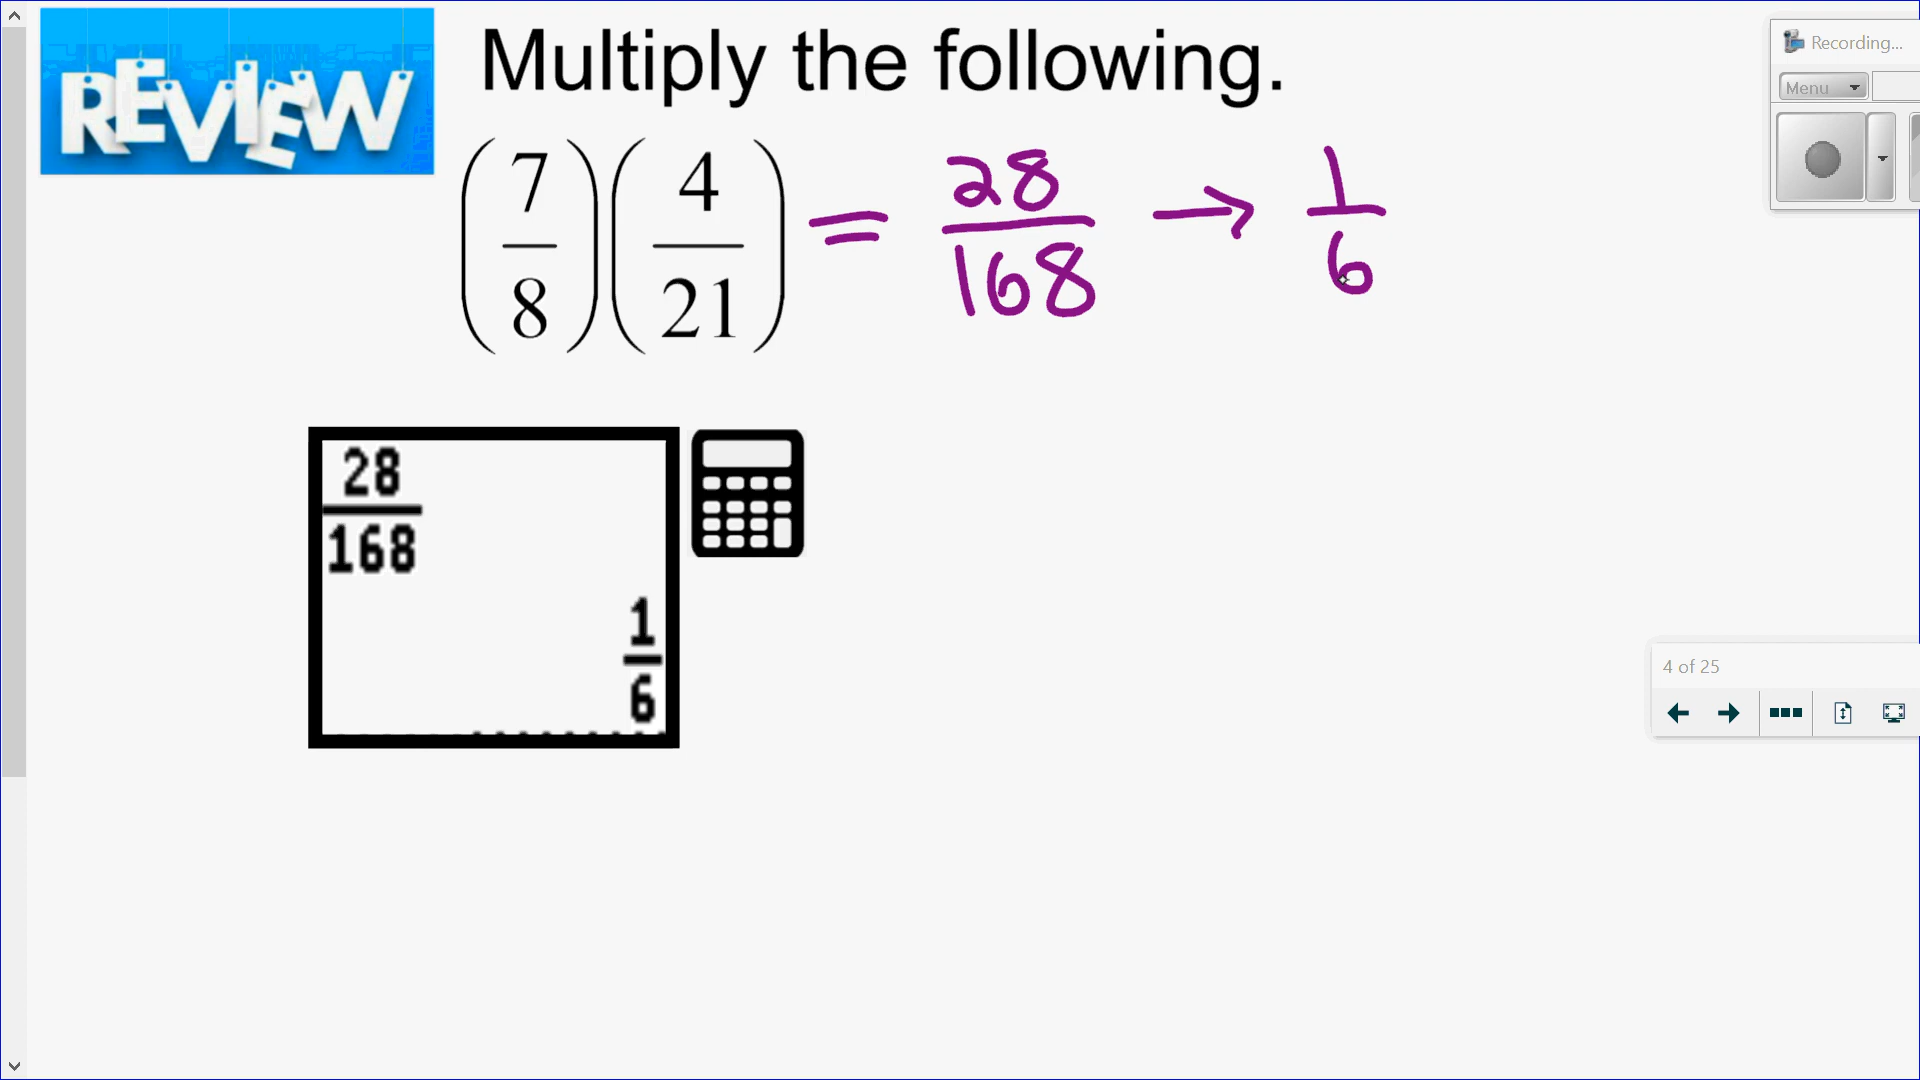 REVIEW
Multiply the following.
(7/8)(4/21) = 28/168 → 1/6
28/168
1/6
Recording...
Menu
4 of 25